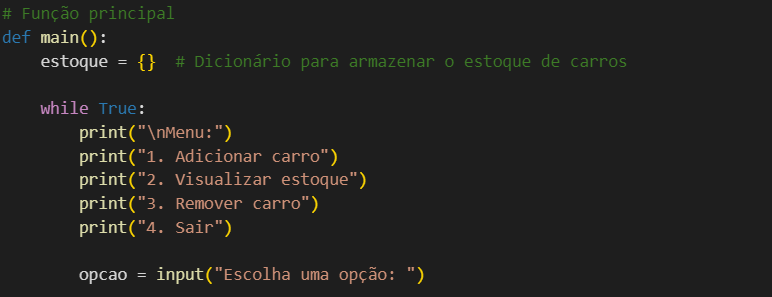 # Função principal
def main():
    estoque = {}  # Dicionário para armazenar o estoque de carros
    while True:
        print("\nMenu:")
        print("1. Adicionar carro")
        print("2. Visualizar estoque")
        print("3. Remover carro")
        print("4. Sair")
        opcao = input("Escolha uma opção: ")